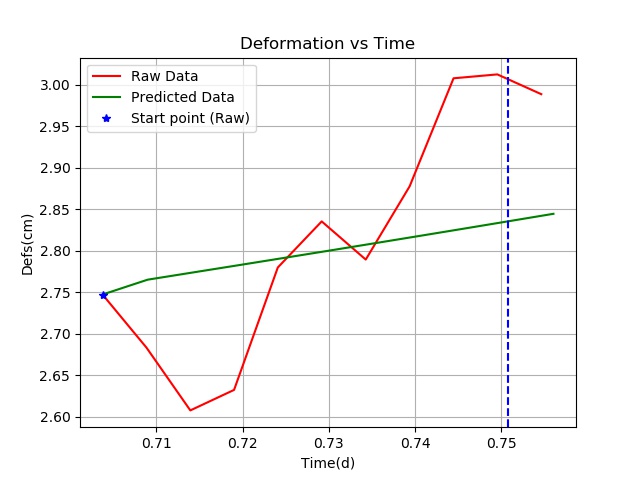 Deformation vs Time
Raw Data
Predicted Data
Start point (Raw)
Defs(cm)
3.00
2.95
2.90
2.85
2.80
2.75
2.70
2.65
2.60
0.71 0.72 0.73 0.74 0.75
Time(d)